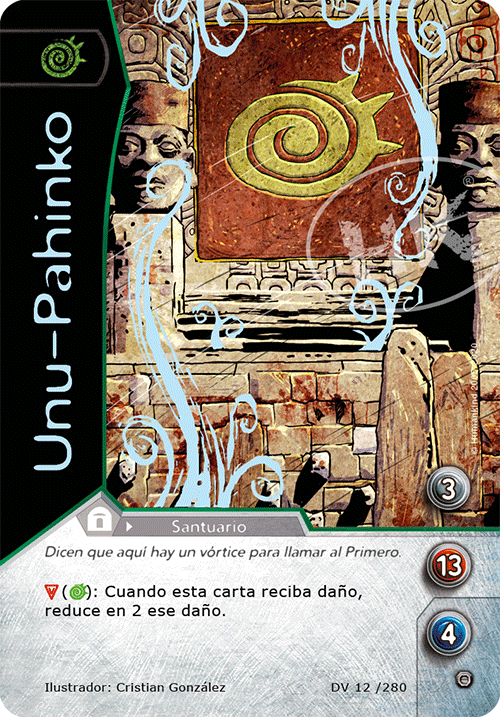 Unu-Pahinko
3
Santuario
Dicen que aquí hay un vórtice para llamar al Primero.
13
(): Cuando esta carta reciba daño,
reduce en 2 ese daño.
4
Ilustrador: Cristian González
DV 12 /280